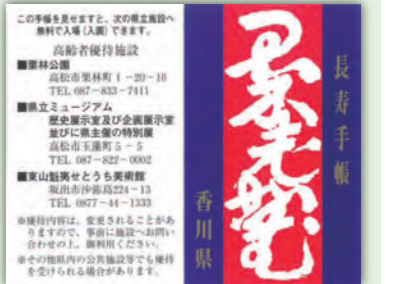 この手帳を見せますと、次の県立施設へ
無料で入場(入園)できます。
高齢者優待施設
■栗林公園
高松市栗林町1-20-16
TEL 087-833-7411
■県立ミュージアム
歴史展示室及び企画展示室
並びに県主催の特別展
高松市玉藻町5-5
TEL 087-822-0002
■東山魁夷せとうち美術館
坂出市沙弥島224-13
TEL 0877-44-1333
※優待内容は、変更されることがあ
りますので、事前に施設へお問い
合わせの上、御利用ください。
※その他県内の公共施設等でも優待
を受けられる場合があります。
長寿手帳
香川県